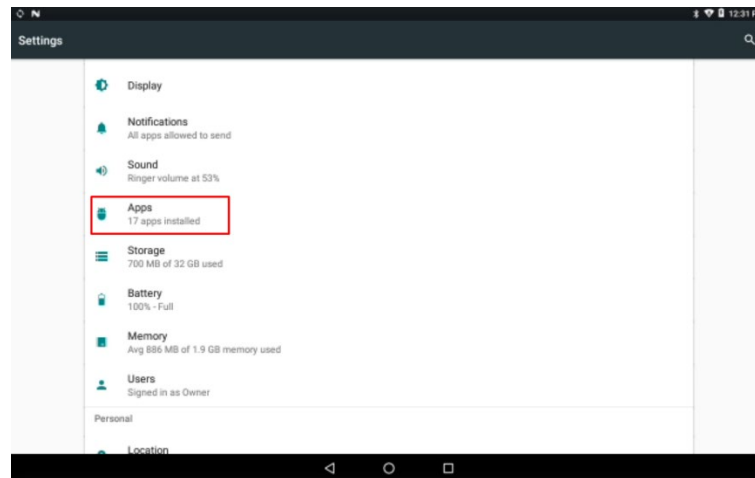 12:31 P
Settings
Display
Notifications
All apps allowed to send
Sound
Ringer volume at 53%
Apps
17 apps installed
Storage
700 MB of 32 GB used
Battery
100% - Full
Memory
Avg 886 MB of 1.9 GB memory used
Users
Signed in as Owner
Personal
Location